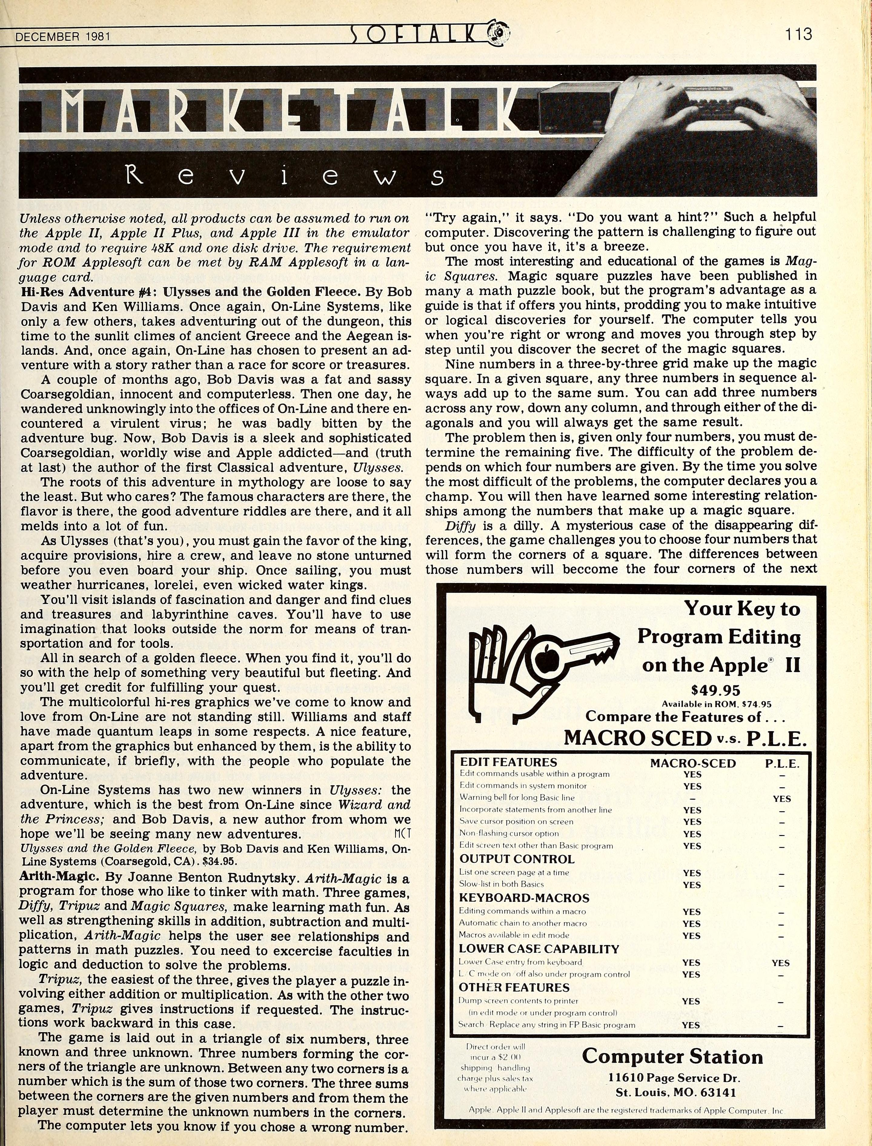 DECEMBER 1981
SOFTALK
113
MARKETALK
Reviews
Unless otherwise noted, all products can be assumed to run on
the Apple II, Apple II Plus, and Apple III in the emulator
mode and to require 48K and one disk drive. The requirement
for ROM Applesoft can be met by RAM Applesoft in a lan-
guage card.
Hi-Res Adventure #4: Ulysses and the Golden Fleece. By Bob
Davis and Ken Williams. Once again, On-Line Systems, like
only a few others, takes adventuring out of the dungeon, this
time to the sunlit climes of ancient Greece and the Aegean is-
lands. And, once again, On-Line has chosen to present an ad-
venture with a story rather than a race for score or treasures.
A couple of months ago, Bob Davis was a fat and sassy
Coarsegoldian, innocent and computerless. Then one day, he
wandered unknowingly into the offices of On-Line and there en-
countered a virulent virus; he was badly bitten by the
adventure bug. Now, Bob Davis is a sleek and sophisticated
Coarsegoldian, worldly wise and Apple addicted—and (truth
at last) the author of the first Classical adventure, Ulysses.
The roots of this adventure in mythology are loose to say
the least. But who cares? The famous characters are there, the
flavor is there, the good adventure riddles are there, and it all
melds into a lot of fun.
As Ulysses (that's you), you must gain the favor of the king,
acquire provisions, hire a crew, and leave no stone unturned
before you even board your ship. Once sailing, you must
weather hurricanes, lorelei, even wicked water kings.
You'll visit islands of fascination and danger and find clues
and treasures and labyrinthine caves. You'll have to use
imagination that looks outside the norm for means of tran-
sportation and for tools.
All in search of a golden fleece. When you find it, you'll do
so with the help of something very beautiful but fleeting. And
you'll get credit for fulfilling your quest.
The multicolorful hi-res graphics we've come to know and
love from On-Line are not standing still. Williams and staff
have made quantum leaps in some respects. A nice feature,
apart from the graphics but enhanced by them, is the ability to
communicate, if briefly, with the people who populate the
adventure.
On-Line Systems has two new winners in Ulysses: the
adventure, which is the best from On-Line since Wizard and
the Princess; and Bob Davis, a new author from whom we
hope we'll be seeing many new adventures. MCT
Ulysses and the Golden Fleece, by Bob Davis and Ken Williams, On-
Line Systems (Coarsegold, CA). $34.95.
Arith-Magic. By Joanne Benton Rudnytsky. Arith-Magic is a
program for those who like to tinker with math. Three games,
Diffy, Tripuz and Magic Squares, make learning math fun. As
well as strengthening skills in addition, subtraction and multi-
plication, Arith-Magic helps the user see relationships and
patterns in math puzzles. You need to excercise faculties in
logic and deduction to solve the problems.
Tripuz, the easiest of the three, gives the player a puzzle in-
volving either addition or multiplication. As with the other two
games, Tripuz gives instructions if requested. The instruc-
tions work backward in this case.
The game is laid out in a triangle of six numbers, three
known and three unknown. Three numbers forming the cor-
ners of the triangle are unknown. Between any two corners is a
number which is the sum of those two corners. The three sums
between the corners are the given numbers and from them the
player must determine the unknown numbers in the corners.
The computer lets you know if you chose a wrong number.
"Try again," it says. "Do you want a hint?" Such a helpful
computer. Discovering the pattern is challenging to figure out
but once you have it, it's a breeze.
The most interesting and educational of the games is Mag-
ic Squares. Magic square puzzles have been published in
many a math puzzle book, but the program's advantage as a
guide is that if offers you hints, prodding you to make intuitive
or logical discoveries for yourself. The computer tells you
when you're right or wrong and moves you through step by
step until you discover the secret of the magic squares.
Nine numbers in a three-by-three grid make up the magic
square. In a given square, any three numbers in sequence al-
ways add up to the same sum. You can add three numbers
across any row, down any column, and through either of the di-
agonals and you will always get the same result.
The problem then is, given only four numbers, you must de-
termine the remaining five. The difficulty of the problem de-
pends on which four numbers are given. By the time you solve
the most difficult of the problems, the computer declares you a
champ. You will then have learned some interesting relation-
ships among the numbers that make up a magic square.
Diffy is a dilly. A mysterious case of the disappearing dif-
ferences, the game challenges you to choose four numbers that
will form the corners of a square. The differences between
those numbers will beccome the four corners of the next
Your Key to
Program Editing
on the Apple® II
$49.95
Available in ROM, $74.95
Compare the Features of . . .
MACRO SCED v.s. P.L.E.
EDIT FEATURES MACRO-SCED P.L.E.
Edit commands usable within a program YES –
Edit commands in system monitor YES –
Warning bell for long Basic line – YES
Incorporate statements from another line YES –
Save cursor position on screen YES –
Non-flashing cursor option YES –
Edit screen text other than Basic program YES –
OUTPUT CONTROL
List one screen page at a time YES –
Slow-list in both Basics YES –
KEYBOARD-MACROS
Editing commands within a macro YES –
Automatic chain to another macro YES –
Macros available in edit mode YES –
LOWER CASE CAPABILITY
Lower Case entry from keyboard YES YES
L/C mode on/off also under program control YES –
OTHER FEATURES
Dump screen contents to printer YES –
(in edit mode or under program control)
Search/Replace any string in FP Basic program YES –
Direct order will
incur a $2.00
shipping/handling
charge plus sales tax
where applicable
Computer Station
11610 Page Service Dr.
St. Louis, MO. 63141
Apple, Apple II and Applesoft are the registered trademarks of Apple Computer, Inc.